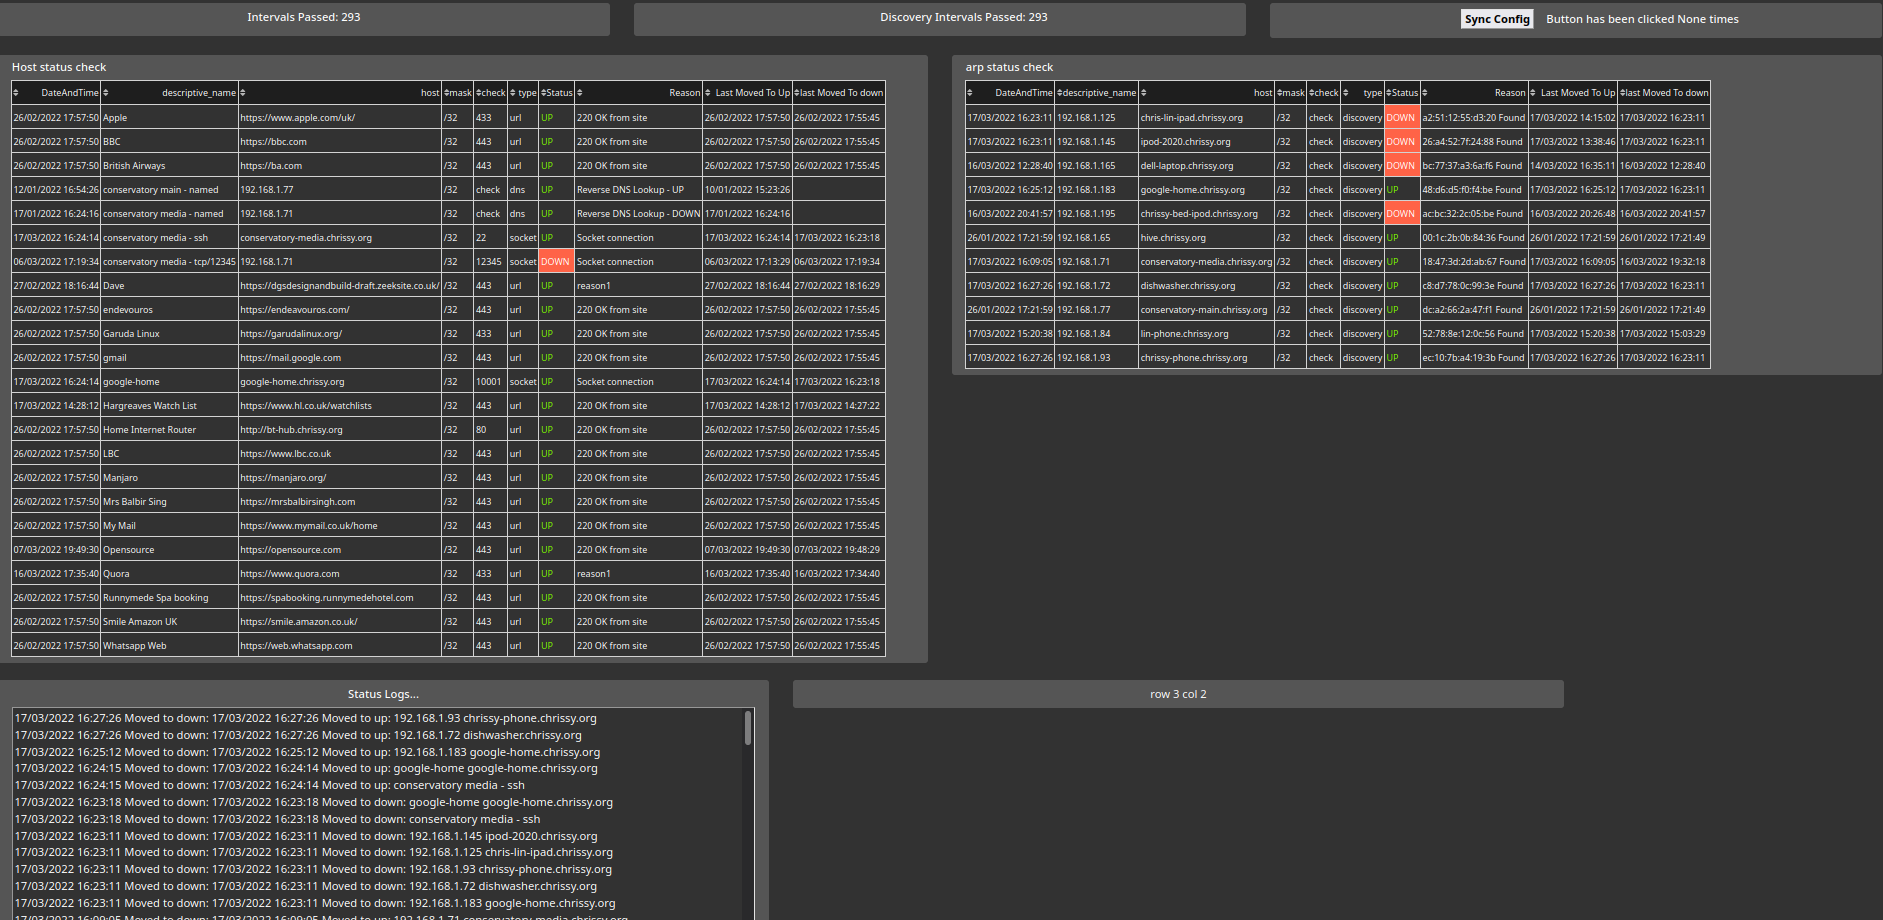 Intervals Passed: 293
Discovery Intervals Passed: 293
Sync Config Button has been clicked None times
Host status check
DateAndTime descriptive_name host mask check type Status Reason Last Moved To Up last Moved To down
26/02/2022 17:57:50 Apple https://www.apple.com/uk/ /32 433 url UP 220 OK from site 26/02/2022 17:57:50 26/02/2022 17:55:45
26/02/2022 17:57:50 BBC https://bbc.com /32 443 url UP 220 OK from site 26/02/2022 17:57:50 26/02/2022 17:55:45
26/02/2022 17:57:50 British Airways https://ba.com /32 443 url UP 220 OK from site 26/02/2022 17:57:50 26/02/2022 17:55:45
12/01/2022 16:54:26 conservatory main - named 192.168.1.77 /32 check dns UP Reverse DNS Lookup - UP 10/01/2022 15:23:26
17/01/2022 16:24:16 conservatory media - named 192.168.1.71 /32 check dns UP Reverse DNS Lookup - DOWN 17/01/2022 16:24:16
17/03/2022 16:24:14 conservatory media - ssh conservatory-media.chrissy.org /32 22 socket UP Socket connection 17/03/2022 16:24:14 17/03/2022 16:23:18
06/03/2022 17:19:34 conservatory media - tcp/12345 192.168.1.71 /32 12345 socket DOWN Socket connection 06/03/2022 17:13:29 06/03/2022 17:19:34
27/02/2022 18:16:44 Dave https://dgsdesignandbuild-draft.zeeksite.co.uk/ /32 443 url UP reason1 27/02/2022 18:16:44 27/02/2022 18:16:29
26/02/2022 17:57:50 endevouros https://endeavouros.com/ /32 443 url UP 220 OK from site 26/02/2022 17:57:50 26/02/2022 17:55:45
26/02/2022 17:57:50 Garuda Linux https://garudalinux.org/ /32 433 url UP 220 OK from site 26/02/2022 17:57:50 26/02/2022 17:55:45
26/02/2022 17:57:50 gmail https://mail.google.com /32 443 url UP 220 OK from site 26/02/2022 17:57:50 26/02/2022 17:55:45
17/03/2022 16:24:14 google-home google-home.chrissy.org /32 10001 socket UP Socket connection 17/03/2022 16:24:14 17/03/2022 16:23:18
17/03/2022 14:28:12 Hargreaves Watch List https://www.hl.co.uk/watchlists /32 443 url UP 220 OK from site 17/03/2022 14:28:12 17/03/2022 14:27:22
26/02/2022 17:57:50 Home Internet Router http://bt-hub.chrissy.org /32 80 url UP 220 OK from site 26/02/2022 17:57:50 26/02/2022 17:55:45
26/02/2022 17:57:50 LBC https://www.lbc.co.uk /32 443 url UP 220 OK from site 26/02/2022 17:57:50 26/02/2022 17:55:45
26/02/2022 17:57:50 Manjaro https://manjaro.org/ /32 443 url UP 220 OK from site 26/02/2022 17:57:50 26/02/2022 17:55:45
26/02/2022 17:57:50 Mrs Balbir Sing https://mrsbalbirsingh.com /32 443 url UP 220 OK from site 26/02/2022 17:57:50 26/02/2022 17:55:45
26/02/2022 17:57:50 My Mail https://www.mymail.co.uk/home /32 443 url UP 220 OK from site 26/02/2022 17:57:50 26/02/2022 17:55:45
07/03/2022 19:49:30 Opensource https://opensource.com /32 443 url UP 220 OK from site 07/03/2022 19:49:30 07/03/2022 19:48:29
16/03/2022 17:35:40 Quora https://www.quora.com /32 433 url UP reason1 16/03/2022 17:35:40 16/03/2022 17:34:40
26/02/2022 17:57:50 Runnymede Spa booking https://spabooking.runnymedehotel.com /32 443 url UP 220 OK from site 26/02/2022 17:57:50 26/02/2022 17:55:45
26/02/2022 17:57:50 Smile Amazon UK https://smile.amazon.co.uk/ /32 443 url UP 220 OK from site 26/02/2022 17:57:50 26/02/2022 17:55:45
26/02/2022 17:57:50 Whatsapp Web https://web.whatsapp.com /32 443 url UP 220 OK from site 26/02/2022 17:57:50 26/02/2022 17:55:45
arp status check
DateAndTime descriptive_name host mask check type Status Reason Last Moved To Up last Moved To down
17/03/2022 16:23:11 192.168.1.125 chris-lin-ipad.chrissy.org /32 check discovery DOWN a2:51:12:55:d3:20 Found 17/03/2022 14:15:02 17/03/2022 16:23:11
17/03/2022 16:23:11 192.168.1.145 ipod-2020.chrissy.org /32 check discovery DOWN 26:a4:52:7f:24:88 Found 17/03/2022 13:38:46 17/03/2022 16:23:11
16/03/2022 12:28:40 192.168.1.165 dell-laptop.chrissy.org /32 check discovery DOWN bc:77:37:a3:6a:f6 Found 14/03/2022 16:35:11 16/03/2022 12:28:40
17/03/2022 16:25:12 192.168.1.183 google-home.chrissy.org /32 check discovery UP 48:d6:d5:f0:f4:be Found 17/03/2022 16:25:12 17/03/2022 16:23:11
16/03/2022 20:41:57 192.168.1.195 chrissy-bed-ipod.chrissy.org /32 check discovery DOWN ac:bc:32:2c:05:be Found 16/03/2022 20:26:48 16/03/2022 20:41:57
26/01/2022 17:21:59 192.168.1.65 hive.chrissy.org /32 check discovery UP 00:1c:2b:0b:84:36 Found 26/01/2022 17:21:59 26/01/2022 17:21:49
17/03/2022 16:09:05 192.168.1.71 conservatory-media.chrissy.org /32 check discovery UP 18:47:3d:2d:ab:67 Found 17/03/2022 16:09:05 16/03/2022 19:32:18
17/03/2022 16:27:26 192.168.1.72 dishwasher.chrissy.org /32 check discovery UP c8:d7:78:0c:99:3e Found 17/03/2022 16:27:26 17/03/2022 16:23:11
26/01/2022 17:21:59 192.168.1.77 conservatory-main.chrissy.org /32 check discovery UP dc:a2:66:2a:47:f1 Found 26/01/2022 17:21:59 26/01/2022 17:21:49
17/03/2022 15:20:38 192.168.1.84 lin-phone.chrissy.org /32 check discovery UP 52:78:8e:12:0c:56 Found 17/03/2022 15:20:38 17/03/2022 15:03:29
17/03/2022 16:27:26 192.168.1.93 chrissy-phone.chrissy.org /32 check discovery UP ec:10:7b:a4:19:3b Found 17/03/2022 16:27:26 17/03/2022 16:23:11
Status Logs...
17/03/2022 16:27:26 Moved to down: 17/03/2022 16:27:26 Moved to up: 192.168.1.93 chrissy-phone.chrissy.org
17/03/2022 16:27:26 Moved to down: 17/03/2022 16:27:26 Moved to up: 192.168.1.72 dishwasher.chrissy.org
17/03/2022 16:25:12 Moved to down: 17/03/2022 16:25:12 Moved to up: 192.168.1.183 google-home.chrissy.org
17/03/2022 16:24:15 Moved to down: 17/03/2022 16:24:14 Moved to up: google-home google-home.chrissy.org
17/03/2022 16:24:15 Moved to down: 17/03/2022 16:24:14 Moved to up: conservatory media - ssh
17/03/2022 16:23:18 Moved to down: 17/03/2022 16:23:18 Moved to down: google-home google-home.chrissy.org
17/03/2022 16:23:18 Moved to down: 17/03/2022 16:23:18 Moved to down: conservatory media - ssh
17/03/2022 16:23:11 Moved to down: 17/03/2022 16:23:11 Moved to down: 192.168.1.145 ipod-2020.chrissy.org
17/03/2022 16:23:11 Moved to down: 17/03/2022 16:23:11 Moved to down: 192.168.1.125 chris-lin-ipad.chrissy.org
17/03/2022 16:23:11 Moved to down: 17/03/2022 16:23:11 Moved to down: 192.168.1.93 chrissy-phone.chrissy.org
17/03/2022 16:23:11 Moved to down: 17/03/2022 16:23:11 Moved to down: 192.168.1.72 dishwasher.chrissy.org
17/03/2022 16:23:11 Moved to down: 17/03/2022 16:23:11 Moved to down: 192.168.1.183 google-home.chrissy.org
17/03/2022 16:09:05 Moved to down: 17/03/2022 16:09:05 Moved to up: 192.168.1.71 conservatory-media.chrissy.org
row 3 col 2